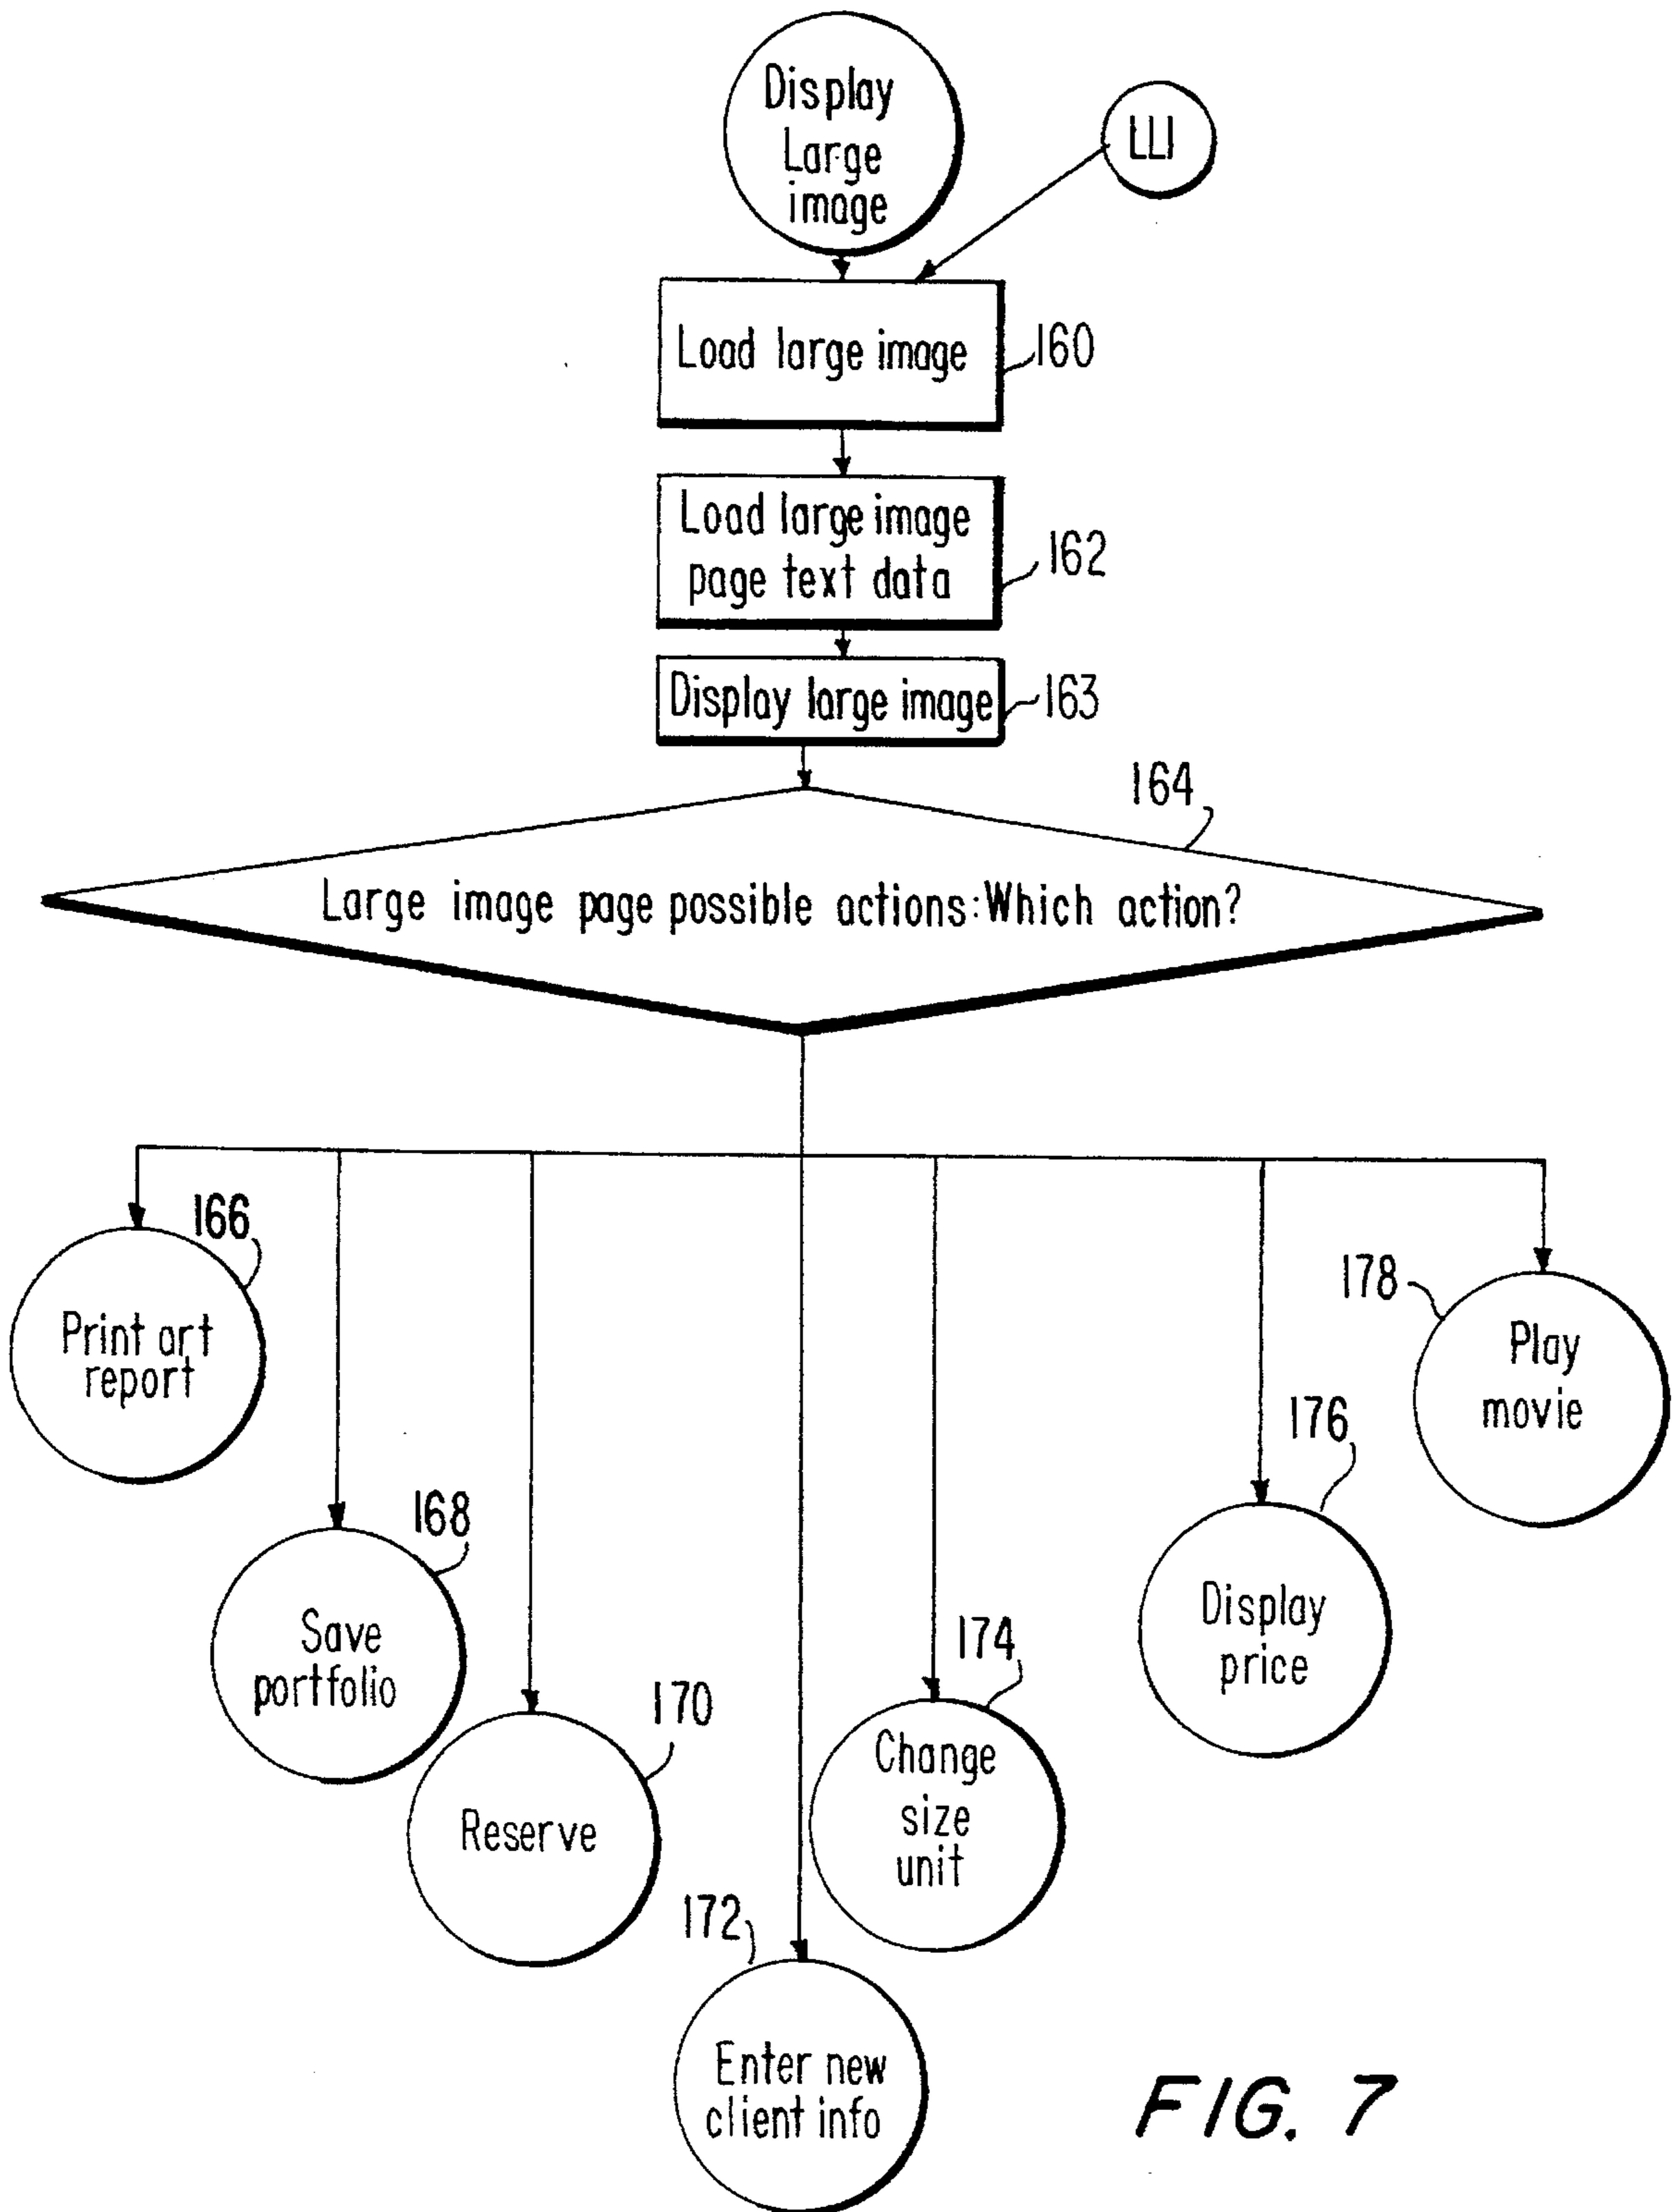 Display
Large
image
LLI
Load large image
160
Load large image
page text data
162
Display large image
163
164
Large image page possible actions: Which action?
166
Print art
report
168
Save
portfolio
170
Reserve
172
Enter new
client info
174
Change
size
unit
176
Display
price
178
Play
movie
FIG. 7